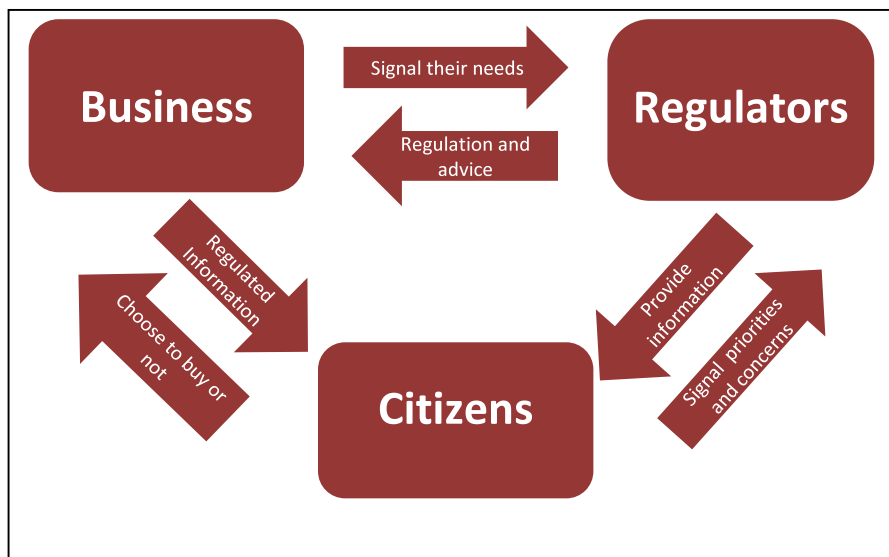 Business
Signal their needs
Regulators
Regulation and
advice
Regulated
Information
Choose to buy or
not
Provide
information
Signal priorities
and concerns
Citizens